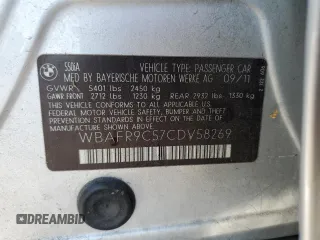 BMW
550iA
VEHICLE TYPE: PASSENGER CAR
MFD BY BAYERISCHE MOTOREN WERKE AG 09/11
GVWR 5401 lbs 2450 kg
GAWR FRONT 2712 lbs 1230 kg REAR 2932 lbs 1330 kg
THIS VEHICLE CONFORMS TO ALL APPLICABLE
FEDERAL MOTOR VEHICLE SAFETY, BUMPER,
AND THEFT PREVENTION STANDARDS IN
EFFECT ON THE DATE OF MANUFACTURE
SHOWN ABOVE
WBAFR9C57CDV58269